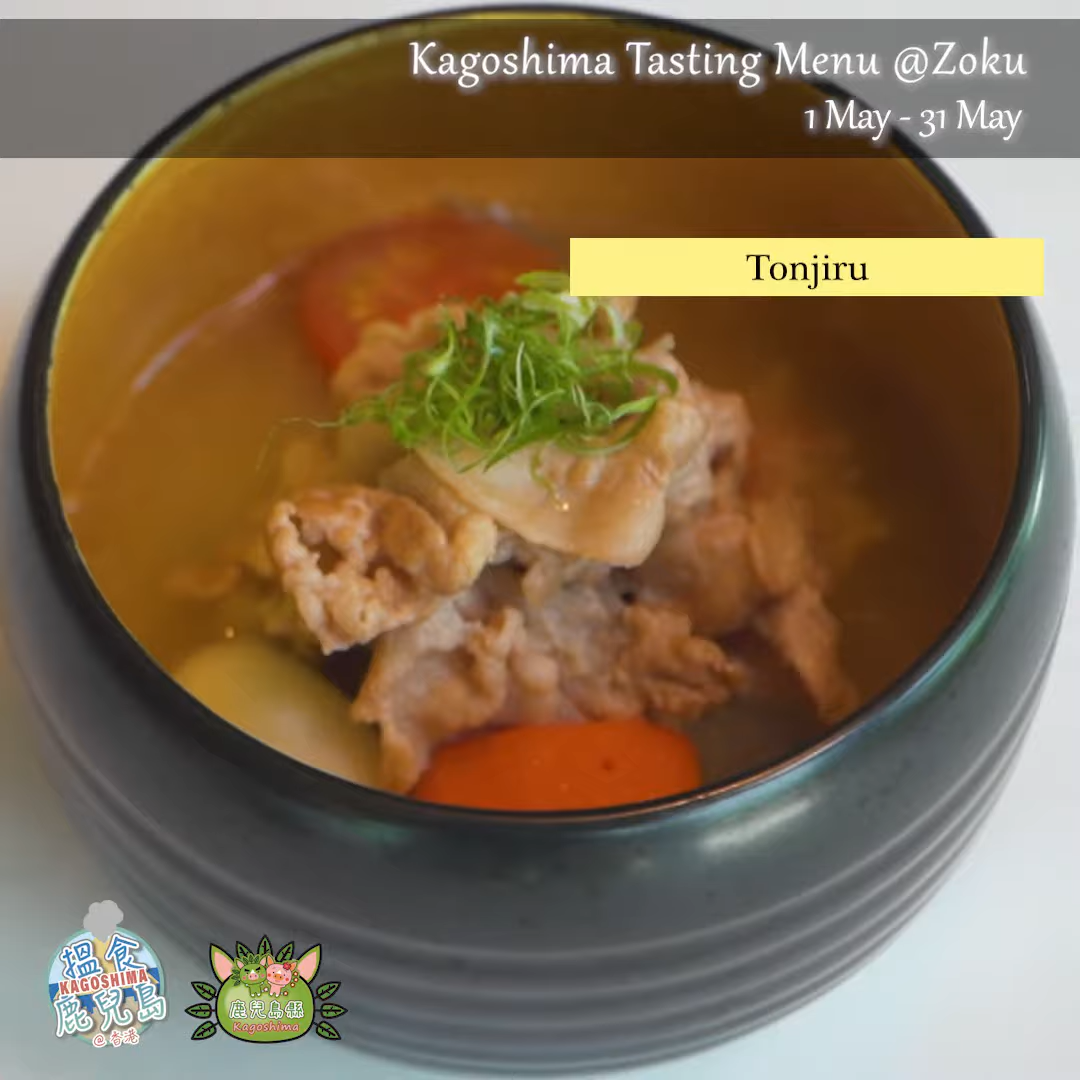 Kagoshima Tasting Menu @Zoku
1 May - 31 May
Tonjiru
搵食
KAGOSHIMA
鹿兒島
@香港
鹿兒島縣
Kagoshima